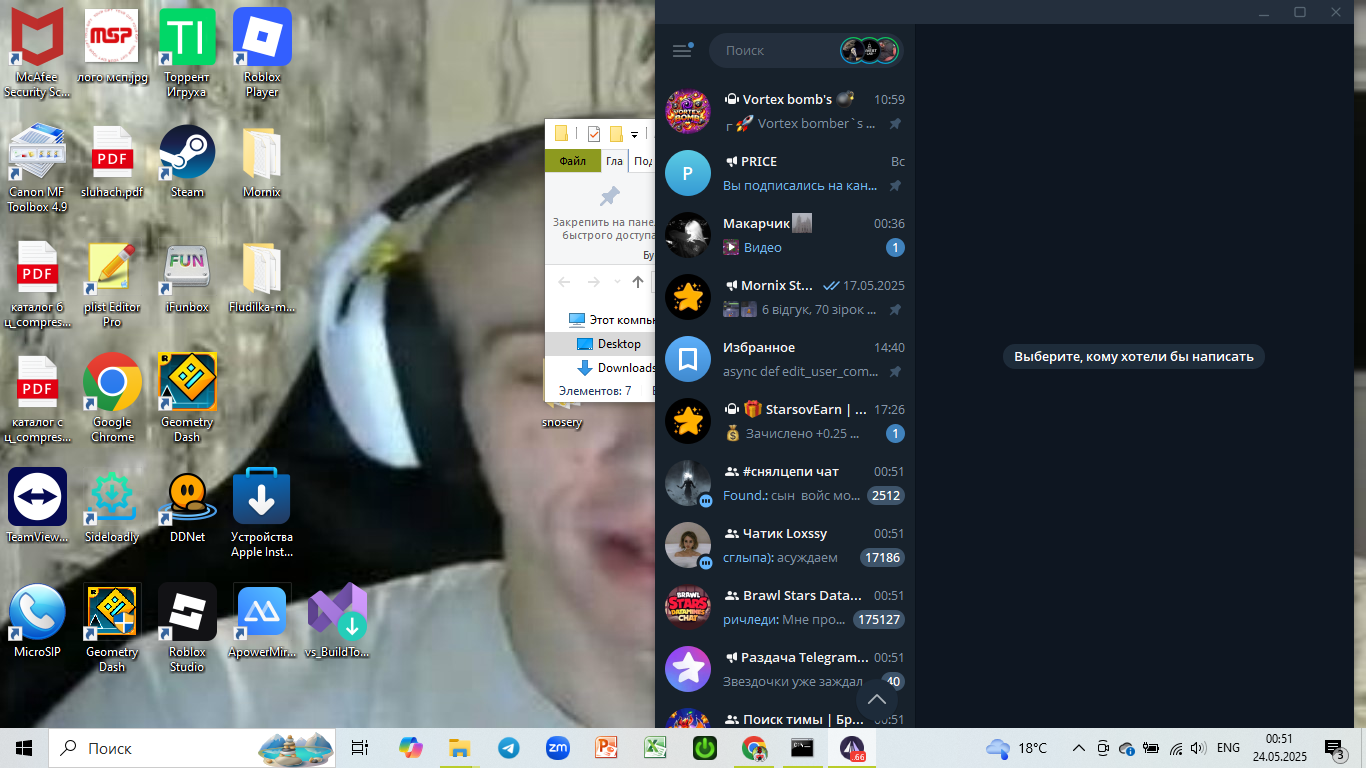 McAfee
Security Sc...
лого мсп.jpg
Торрент
Игруха
Roblox
Player
Canon MF
Toolbox 4.9
sluhach.pdf
Steam
Mornix
каталог б
ц_compres...
plist Editor
Pro
iFunbox
Fludilka-m...
каталог с
ц_compres...
Google
Chrome
Geometry
Dash
snosery
TeamView...
Sideloadly
DDNet
Устройства
Apple Inst...
MicroSIP
Geometry
Dash
Roblox
Studio
ApowerMir...
vs_BuildTo...
MSP
TI
PDF
PDF
FUN
PDF
Файл
Гла
Под
Закрепить на пане
быстрого доступа
Бу
Этот компь
Desktop
Downloads
Элементов: 7
Поиск
Vortex bomb's 10:59
Vortex bomber`s ...
P
PRICE Вс
Вы подписались на кан...
Макарчик 00:36
Видео 1
Mornix St... 17.05.2025
6 відгук, 70 зірок ...
Избранное 14:40
async def edit_user_com...
StarsovEarn | ... 17:26
Зачислено +0.25 ... 1
#снялцепи чат 00:51
Found.: сын войс мо... 2512
Чатик Loxssy 00:51
сглыпа): асуждаем 17186
Brawl Stars Data... 00:51
ричледи: Мне про... 175127
Раздача Telegram... 00:51
Звездочки уже заждал 40
Поиск тимы | Бр... 00:51
Выберите, кому хотели бы написать
Поиск
zm
.66
18°C
ENG
00:51
24.05.2025
3